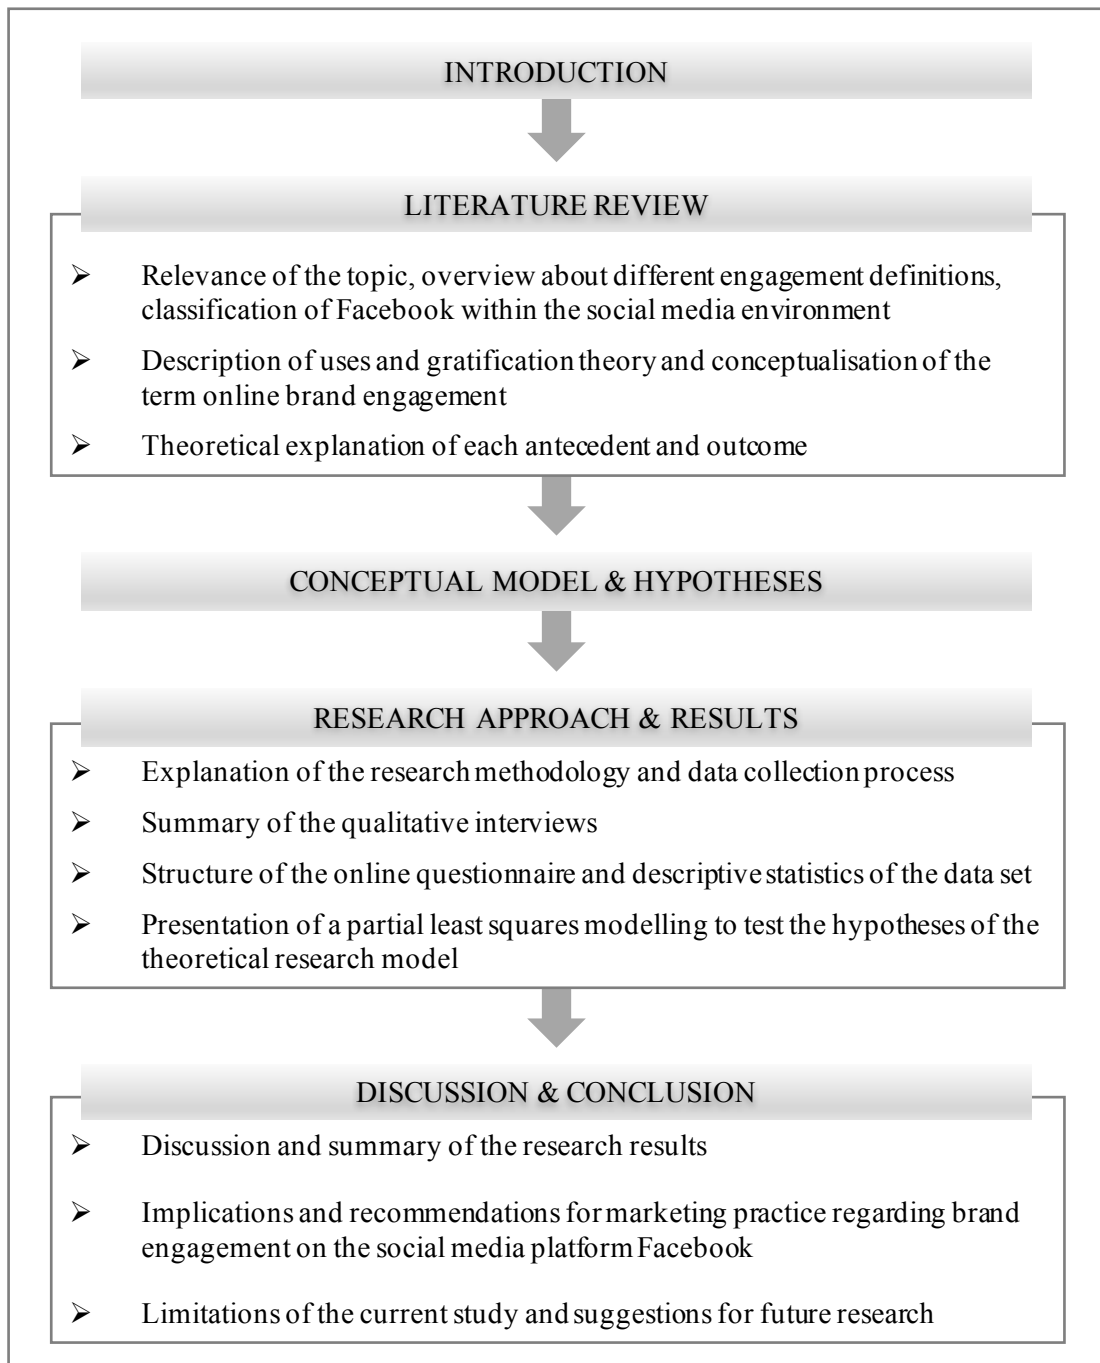 INTRODUCTION
LITERATURE REVIEW
➢ Relevance of the topic, overview about different engagement definitions,
classification of Facebook within the social media environment
➢ Description of uses and gratification theory and conceptualisation of the
term online brand engagement
➢ Theoretical explanation of each antecedent and outcome
CONCEPTUAL MODEL & HYPOTHESES
RESEARCH APPROACH & RESULTS
➢ Explanation of the research methodology and data collection process
➢ Summary of the qualitative interviews
➢ Structure of the online questionnaire and descriptive statistics of the data set
➢ Presentation of a partial least squares modelling to test the hypotheses of the
theoretical research model
DISCUSSION & CONCLUSION
➢ Discussion and summary of the research results
➢ Implications and recommendations for marketing practice regarding brand
engagement on the social media platform Facebook
➢ Limitations of the current study and suggestions for future research